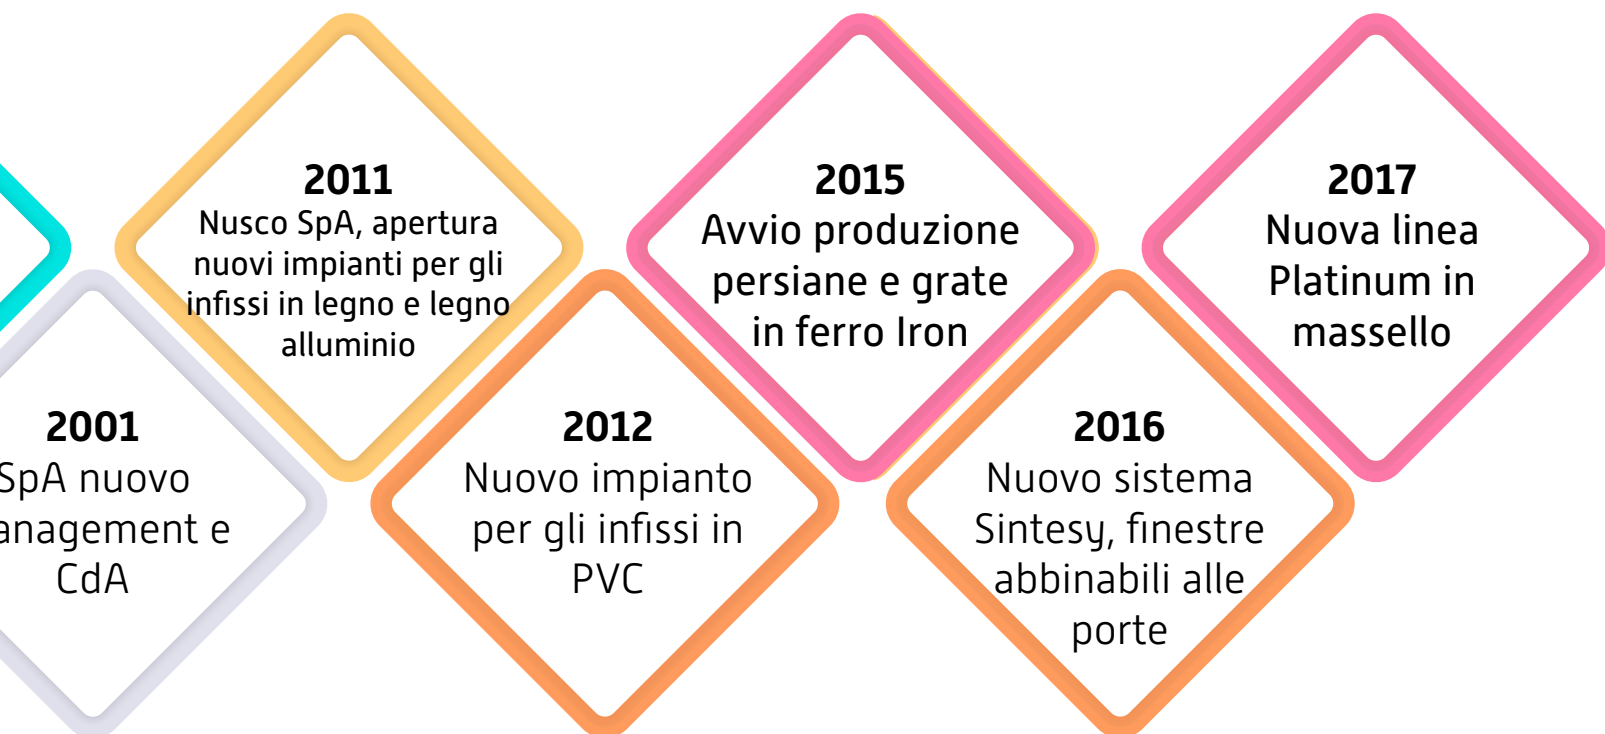 2001
SpA nuovo
e
CdA
2011
Nusco SpA, apertura
nuovi impianti per gli
infissi in legno e legno
alluminio
2012
Nuovo impianto
per gli infissi in
PVC
2015
Avvio produzione
persiane e grate
in ferro Iron
2016
Nuovo sistema
Sintesy, finestre
abbinabili alle
porte
2017
Nuova linea
Platinum in
massello